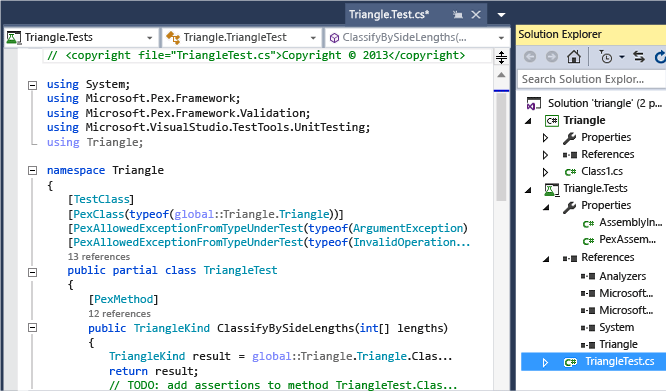 Triangle.Test.cs*
Triangle.Tests
Triangle.TriangleTest
ClassifyBySideLengths(...
// <copyright file="TriangleTest.cs">Copyright © 2013</copyright>
using System;
using Microsoft.Pex.Framework;
using Microsoft.Pex.Framework.Validation;
using Microsoft.VisualStudio.TestTools.UnitTesting;
using Triangle;
namespace Triangle
{
[TestClass]
[PexClass(typeof(global::Triangle.Triangle))]
[PexAllowedExceptionFromTypeUnderTest(typeof(ArgumentException)
[PexAllowedExceptionFromTypeUnderTest(typeof(InvalidOperation...
13 references
public partial class TriangleTest
{
[PexMethod]
12 references
public TriangleKind ClassifyBySideLengths(int[] lengths)
{
TriangleKind result = global::Triangle.Triangle.Clas...
return result;
// TODO: add assertions to method TriangleTest.Clas...
Solution Explorer
Search Solution Explor...
Solution 'triangle' (2 p...
C# Triangle
Properties
References
C# Class1.cs
Triangle.Tests
Properties
C# AssemblyIn...
C# PexAssem...
References
Analyzers
Microsoft...
Microsoft...
System
Triangle
C# TriangleTest.cs